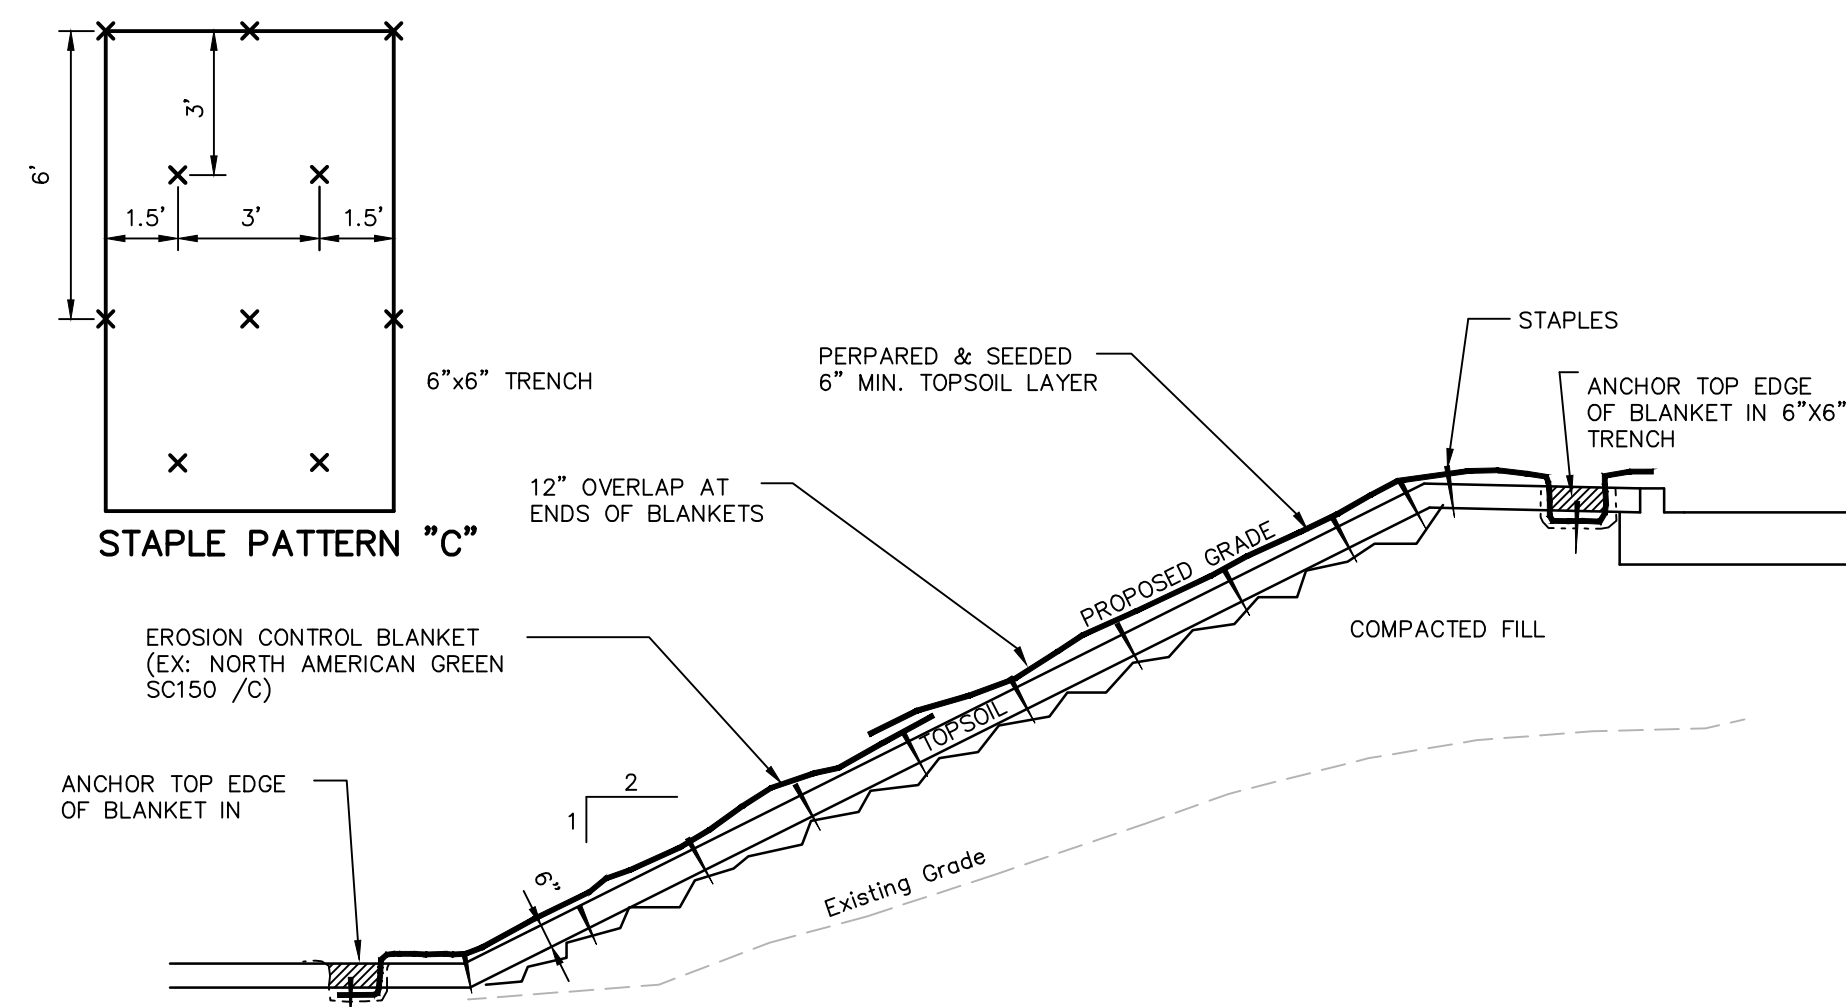 6'
3'
1.5'
3'
1.5'
6"x6" TRENCH
STAPLE PATTERN "C"
STAPLES
PERPARED & SEEDED
6" MIN. TOPSOIL LAYER
ANCHOR TOP EDGE
OF BLANKET IN 6"X6"
TRENCH
12" OVERLAP AT
ENDS OF BLANKETS
PROPOSED GRADE
COMPACTED FILL
EROSION CONTROL BLANKET
(EX: NORTH AMERICAN GREEN
SC150 /C)
TOPSOIL
ANCHOR TOP EDGE
OF BLANKET IN
2
1
6"
Existing Grade